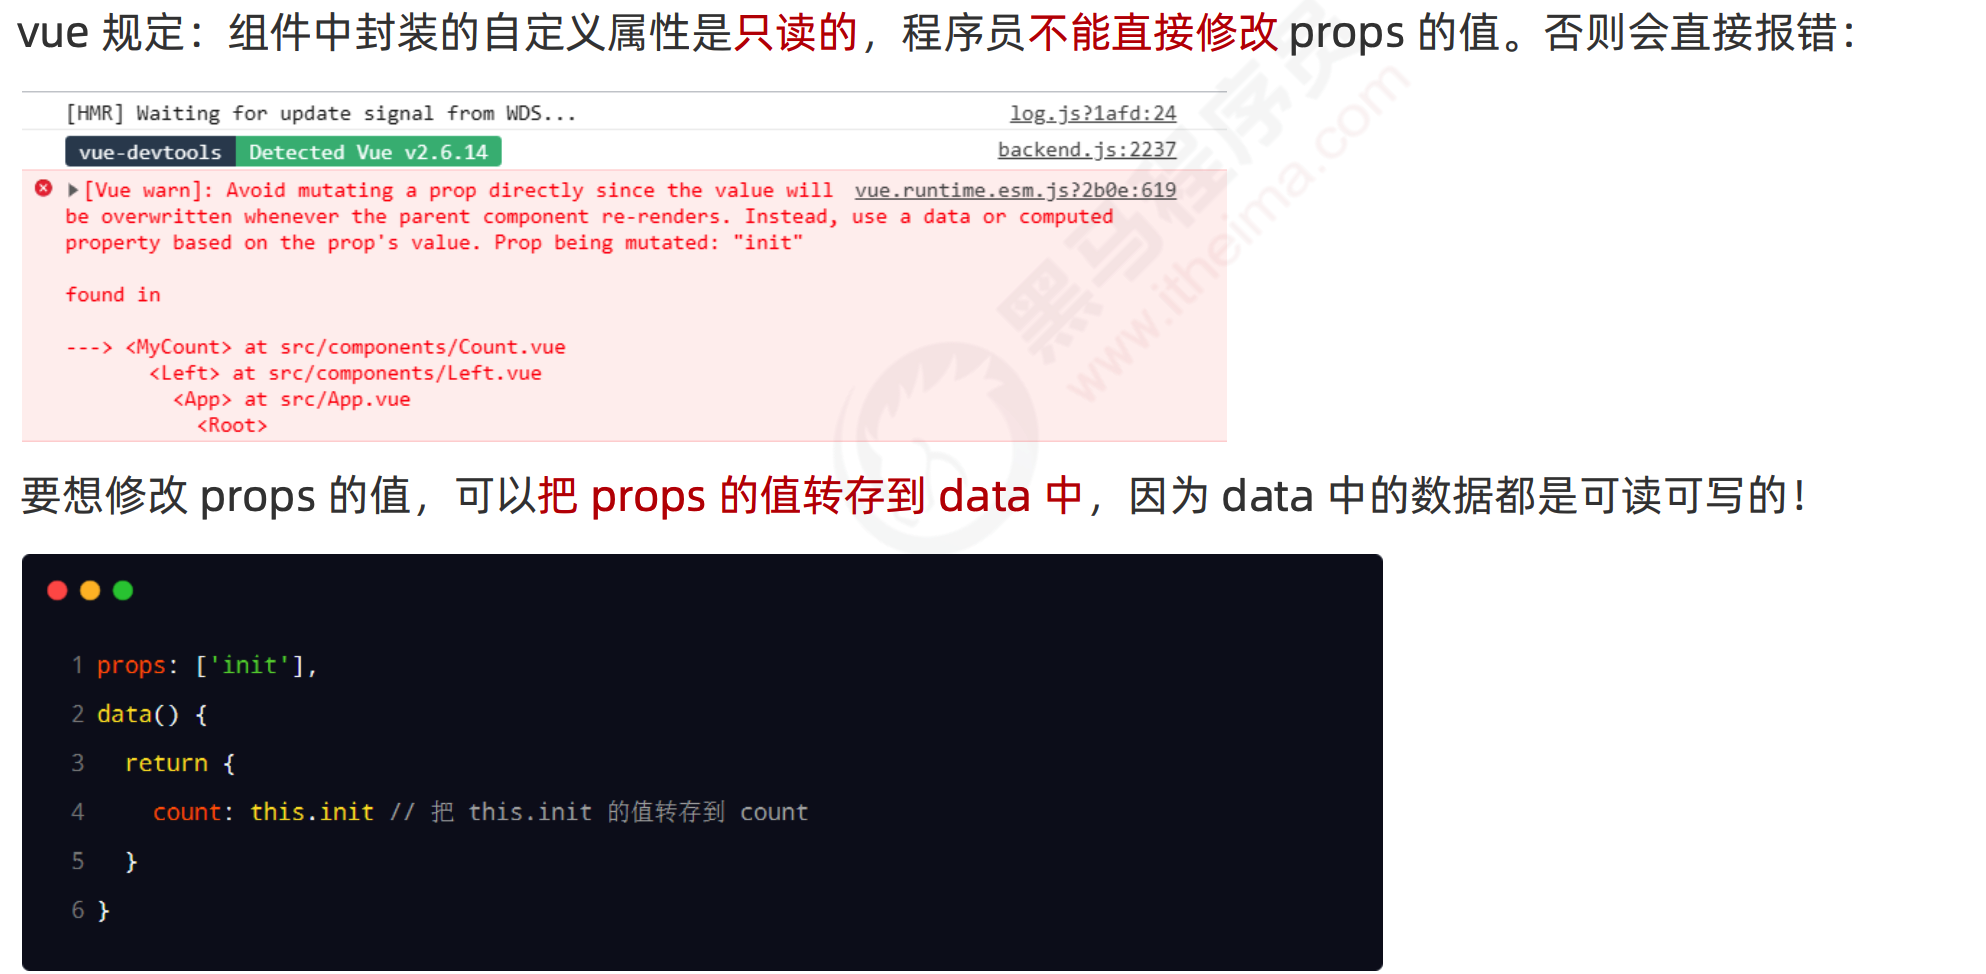 vue 规定：组件中封装的自定义属性是只读的，程序员不能直接修改 props 的值。否则会直接报错：
[HMR] Waiting for update signal from WDS... log.js?1afd:24
vue-devtools Detected Vue v2.6.14 backend.js:2237
[Vue warn]: Avoid mutating a prop directly since the value will vue.runtime.esm.js?2b0e:619
be overwritten whenever the parent component re-renders. Instead, use a data or computed
property based on the prop's value. Prop being mutated: "init"
found in
---> <MyCount> at src/components/Count.vue
<Left> at src/components/Left.vue
<App> at src/App.vue
<Root>
黑马程序员
www.itheima.com
要想修改 props 的值，可以把 props 的值转存到 data 中，因为 data 中的数据都是可读可写的！
1 props: ['init'],
2 data() {
3 return {
4 count: this.init // 把 this.init 的值转存到 count
5 }
6 }